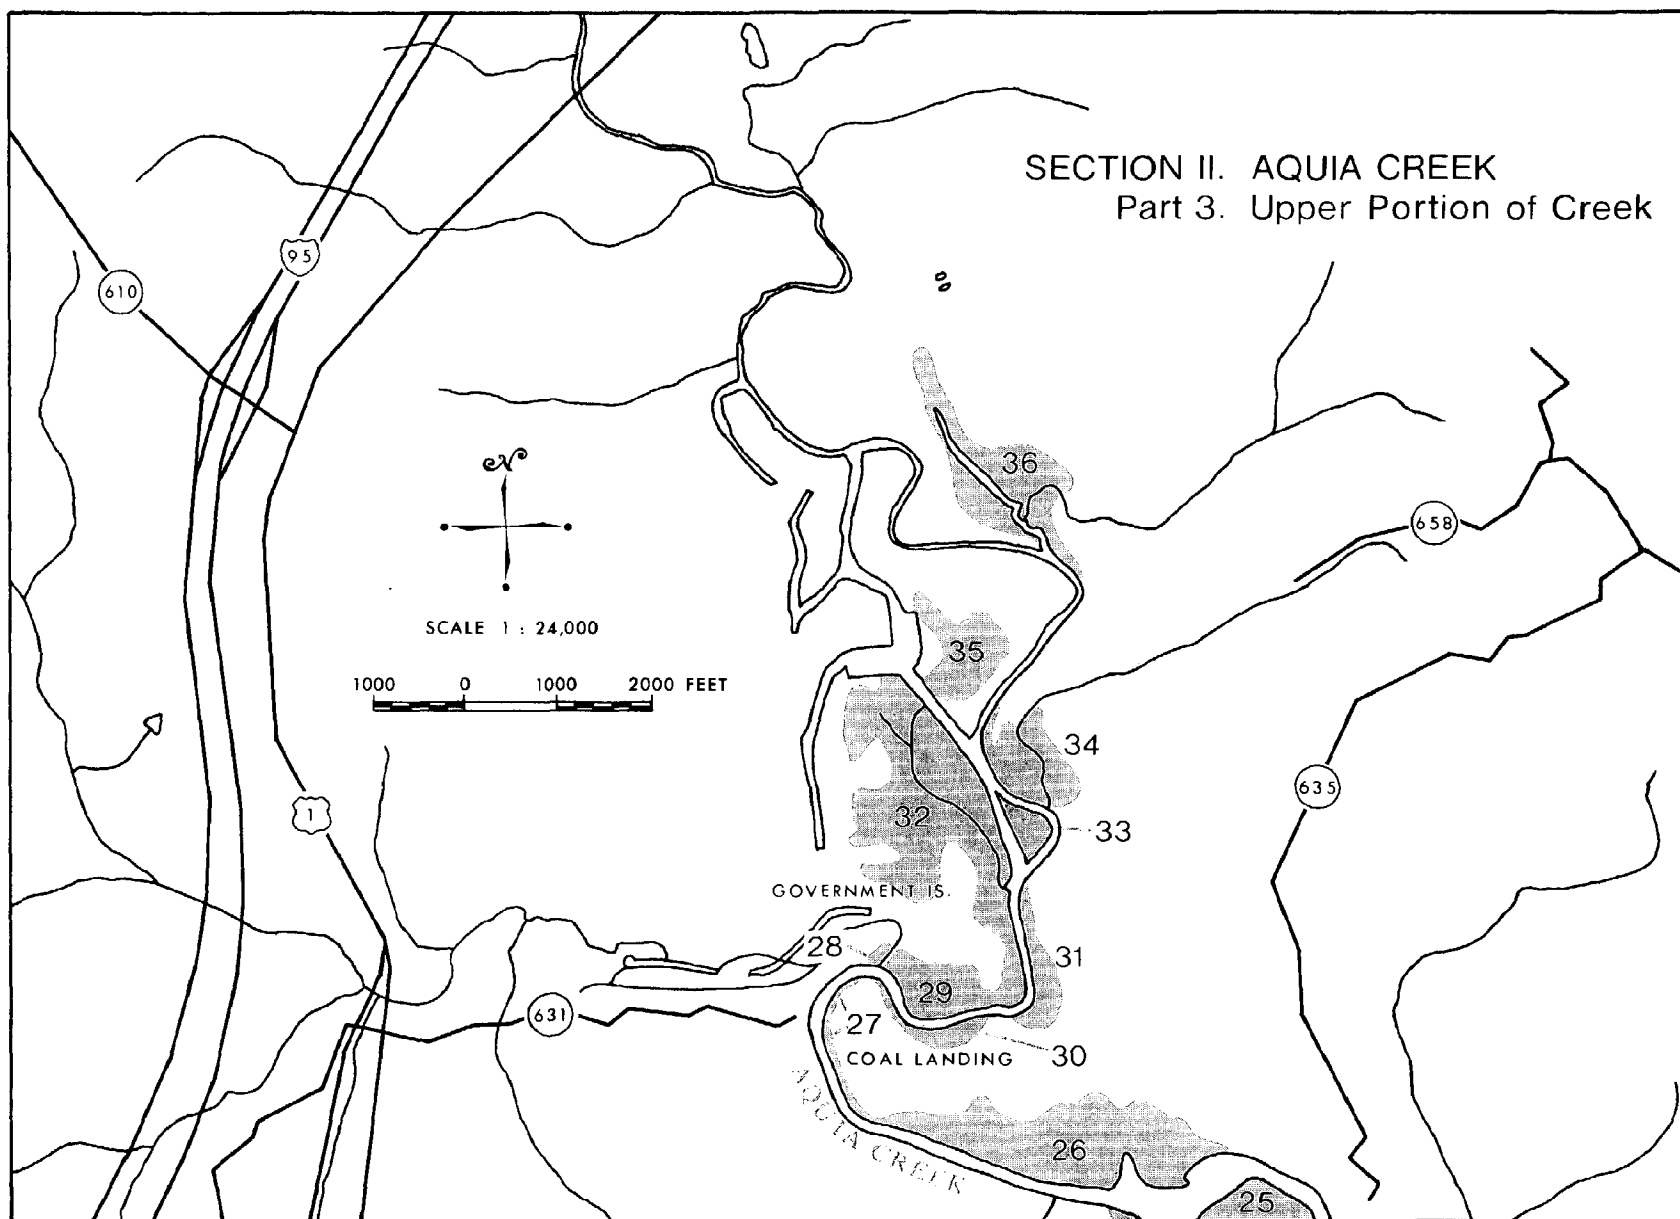 SECTION II. AQUIA CREEK
Part 3. Upper Portion of Creek
95
610
N
36
658
SCALE 1 : 24,000
35
1000 0 1000 2000 FEET
34
635
1
32
33
GOVERNMENT IS.
28
31
29
631
27
30
COAL LANDING
AQUIA CREEK
26
25